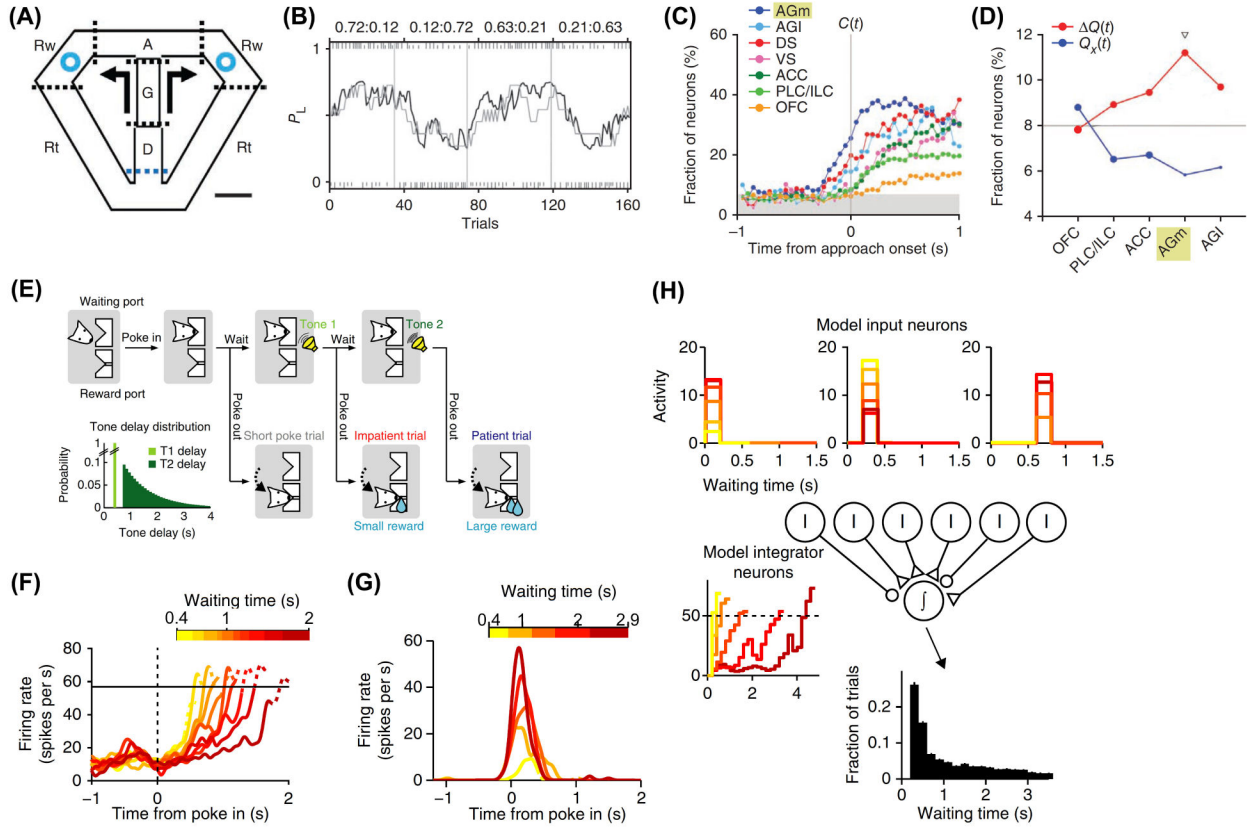 (A)
Rw
A
Rw
G
Rt
D
Rt
(B)
0.72:0.12 0.12:0.72 0.63:0.21 0.21:0.63
1
P_L
0
0 40 80 120 160
Trials
(C)
AGm
AGl
DS
VS
ACC
PLC/ILC
OFC
C(t)
Fraction of neurons (%)
60
40
20
0
−1 0 1
Time from approach onset (s)
(D)
ΔQ(t)
Q_x(t)
Fraction of neurons (%)
12
10
8
6
4
OFC
PLC/ILC
ACC
AGm
AGl
(E)
Waiting port
Poke in
Wait
Tone 1
Wait
Tone 2
Reward port
Poke out
Poke out
Poke out
Tone delay distribution
T1 delay
T2 delay
Probability
1
0.1
0.05
0
0 1 2 3 4
Tone delay (s)
Short poke trial
Impatient trial
Patient trial
Small reward
Large reward
(F)
Waiting time (s)
0.4 1 2
Firing rate
(spikes per s)
80
60
40
20
0
−1 0 1 2
Time from poke in (s)
(G)
Waiting time (s)
0.4 1 2 2.9
Firing rate
(spikes per s)
60
40
20
0
−1 0 1 2
Time from poke in (s)
(H)
Model input neurons
Activity
20
10
0
0 0.5 1 1.5
20
10
0
0 0.5 1 1.5
20
10
0
0 0.5 1 1.5
Waiting time (s)
I I I I I I
∫
Model integrator
neurons
50
0
0 2 4
Fraction of trials
0.2
0
0 1 2 3
Waiting time (s)